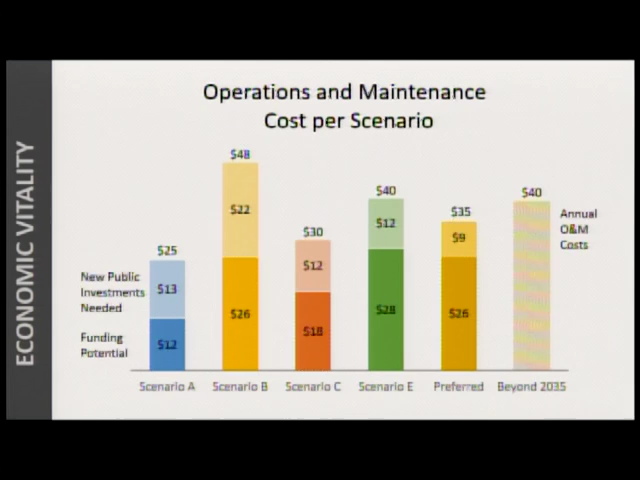 ECONOMIC VITALITY
Operations and Maintenance
Cost per Scenario
$48
$40
$40
$35
$30
$25
Annual
O&M
Costs
$22
$12
$9
$12
New Public
Investments
Needed
$13
$26
$28
$26
$18
Funding
Potential
$12
Scenario A
Scenario B
Scenario C
Scenario E
Preferred
Beyond 2035